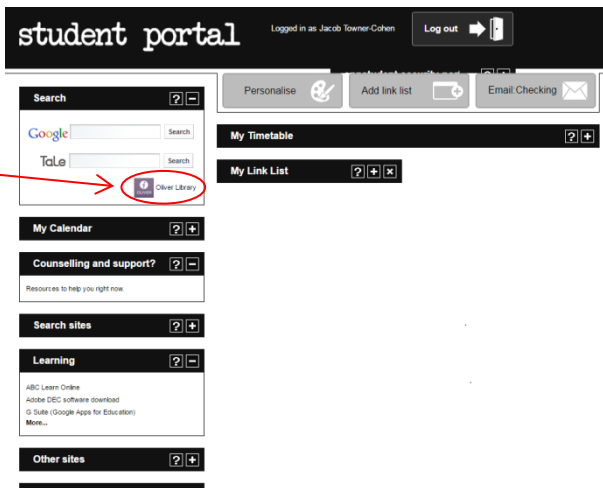 student portal
Logged in as Jacob Towner-Cohen
Log out
Personalise
Add link list
Email:Checking
Search
?
Google
Search
TaLe
Search
Oliver Library
My Timetable
?
My Link List
?
My Calendar
?
Counselling and support?
?
Resources to help you right now.
Search sites
?
Learning
?
ABC Learn Online
Adobe DEC software download
G Suite (Google Apps for Education)
More...
Other sites
?